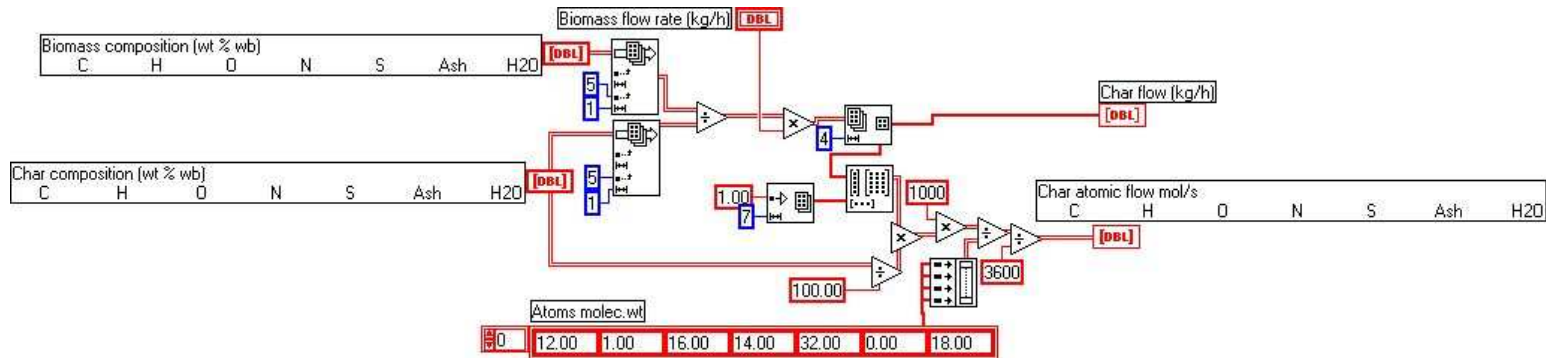 Biomass flow rate (kg/h)
DBL
Biomass composition (wt % wb)
C H O N S Ash H2O
[DBL]
5
1
Char flow (kg/h)
[DBL]
4
Char composition (wt % wb)
C H O N S Ash H2O
[DBL]
5
1
1.00
7
1000
Char atomic flow mol/s
C H O N S Ash H2O
[DBL]
100.00
3600
Atoms molec.wt
0 12.00 1.00 16.00 14.00 32.00 0.00 18.00